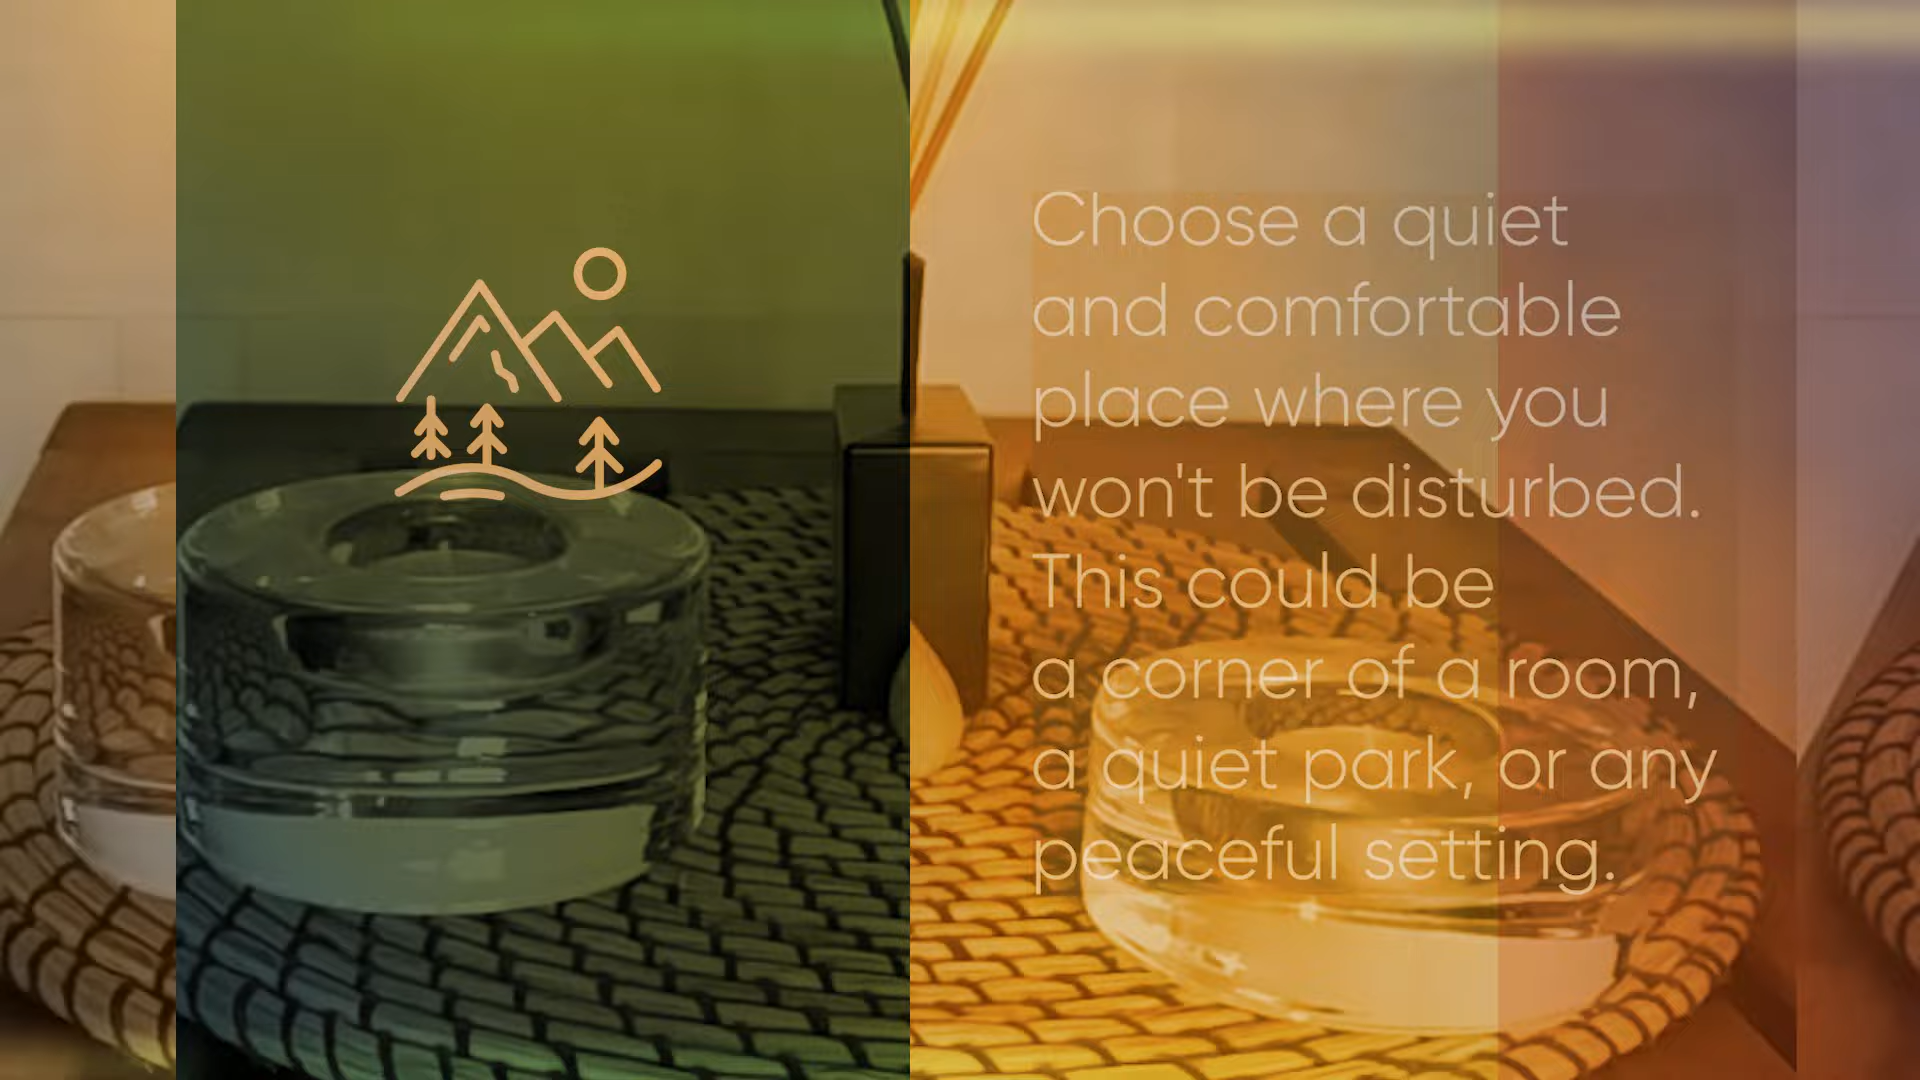 Choose a quiet
and comfortable
place where you
won't be disturbed.
This could be
a corner of a room,
a quiet park, or any
peaceful setting.